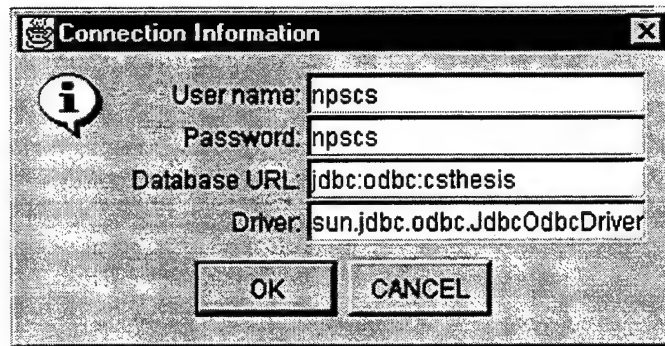 Connection Information
User name: npscs
Password: npscs
Database URL: jdbc:odbc:csthesis
Driver: sun.jdbc.odbc.JdbcOdbcDriver
OK CANCEL